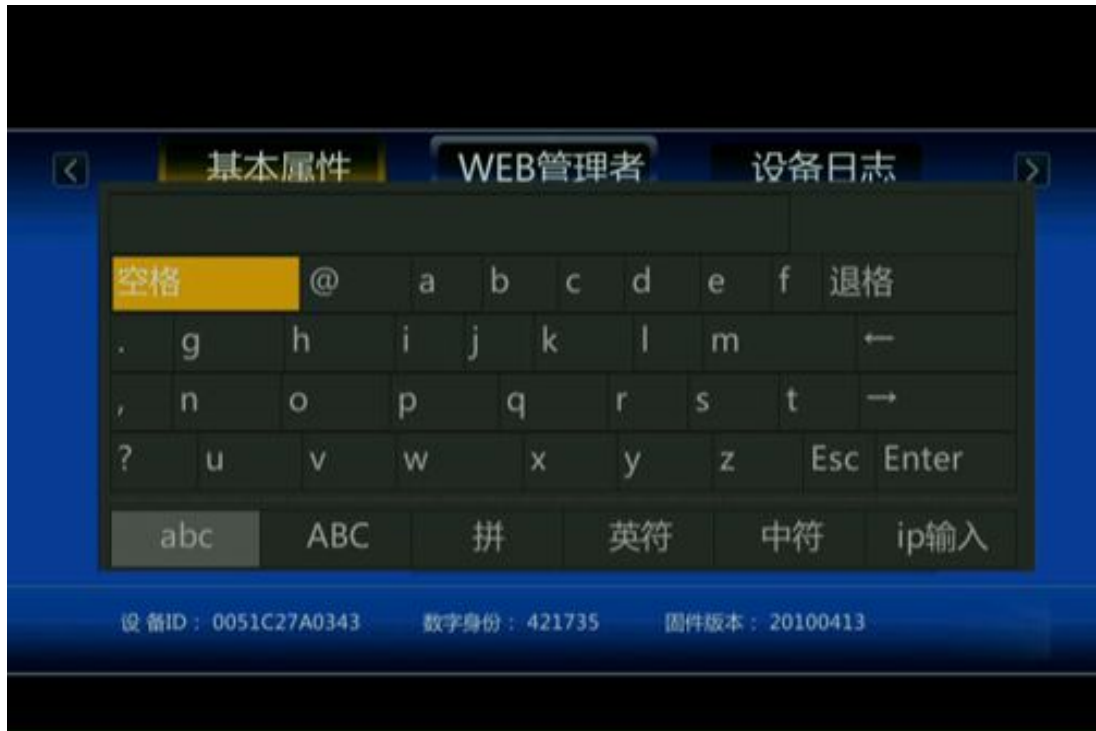 < 基本属性 WEB管理者 设备日志 >
空格 @ a b c d e f 退格
. g h i j k l m ←
, n o p q r s t →
? u v w x y z Esc Enter
abc ABC 拼 英符 中符 ip输入
设 备ID： 0051C27A0343 数字身份： 421735 固件版本： 20100413